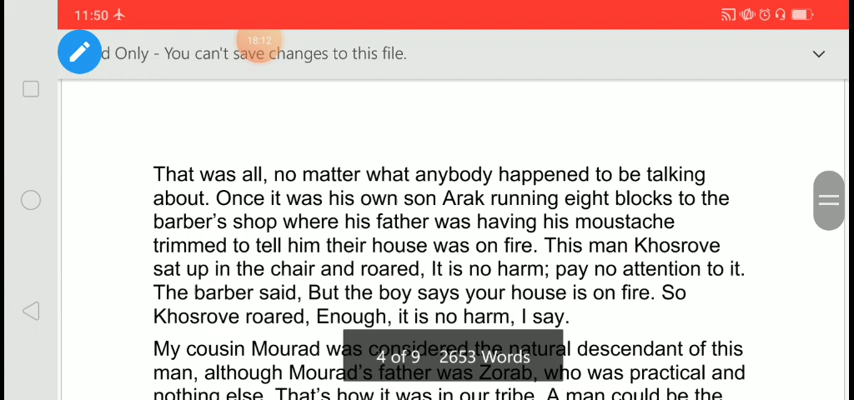 11:50
18:12
d Only - You can't save changes to this file.
That was all, no matter what anybody happened to be talking
about. Once it was his own son Arak running eight blocks to the
barber's shop where his father was having his moustache
trimmed to tell him their house was on fire. This man Khosrove
sat up in the chair and roared, It is no harm; pay no attention to it.
The barber said, But the boy says your house is on fire. So
Khosrove roared, Enough, it is no harm, I say.
My cousin Mourad was considered the natural descendant of this
4 of 9 2653 Words
man, although Mourad's father was Zorab, who was practical and
nothing else. That's how it was in our tribe. A man could be the